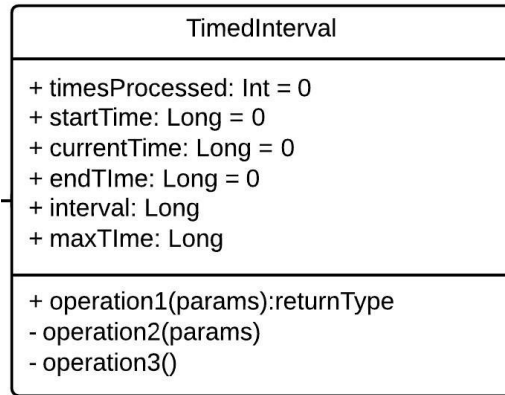 TimedInterval
+ timesProcessed: Int = 0
+ startTime: Long = 0
+ currentTime: Long = 0
+ endTIme: Long = 0
+ interval: Long
+ maxTIme: Long
+ operation1(params):returnType
- operation2(params)
- operation3()